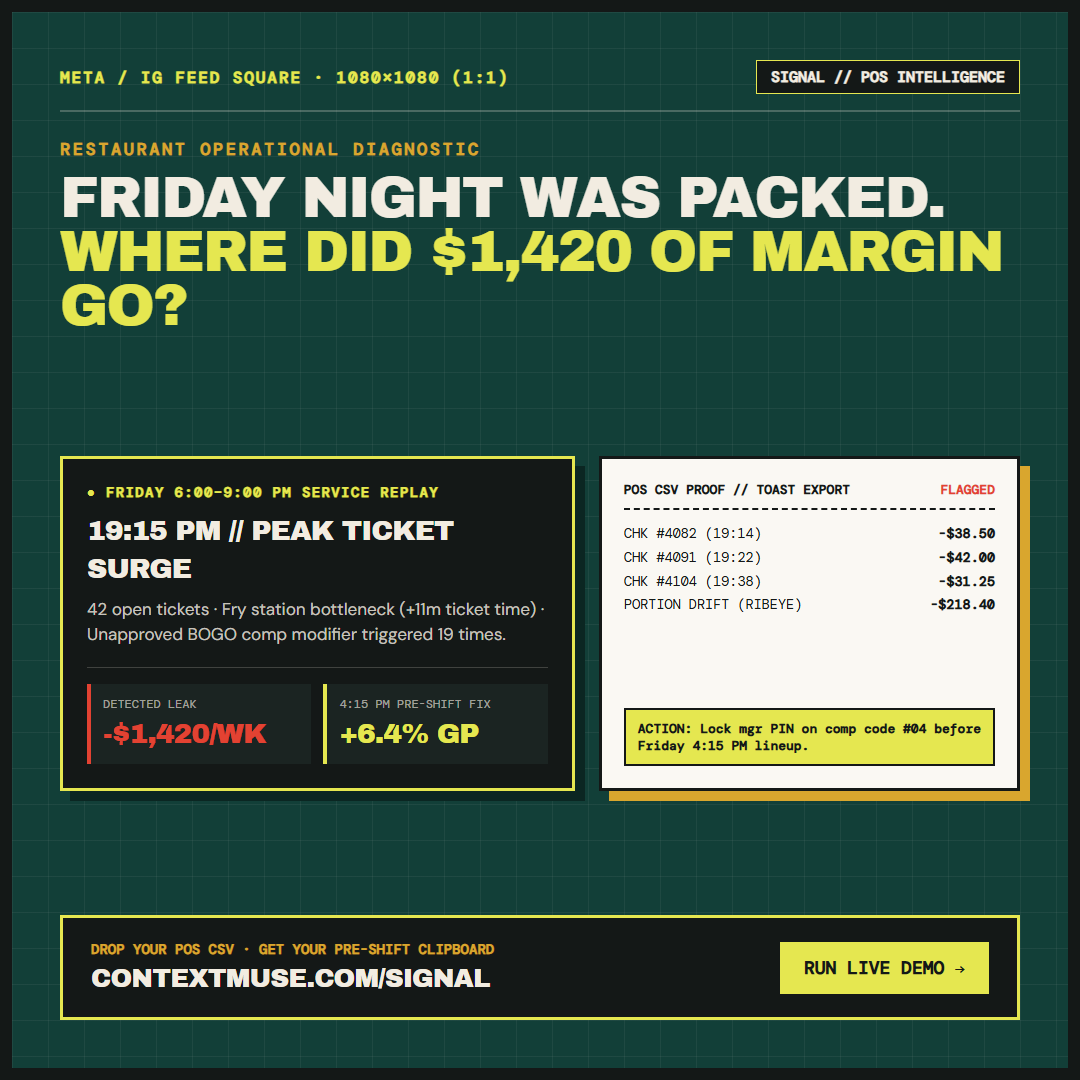 META / IG FEED SQUARE · 1080×1080 (1:1)
SIGNAL // POS INTELLIGENCE
RESTAURANT OPERATIONAL DIAGNOSTIC
FRIDAY NIGHT WAS PACKED.
WHERE DID $1,420 OF MARGIN
GO?
● FRIDAY 6:00–9:00 PM SERVICE REPLAY
19:15 PM // PEAK TICKET
SURGE
42 open tickets · Fry station bottleneck (+11m ticket time) ·
Unapproved BOGO comp modifier triggered 19 times.
DETECTED LEAK
-$1,420/WK
4:15 PM PRE-SHIFT FIX
+6.4% GP
POS CSV PROOF // TOAST EXPORT FLAGGED
CHK #4082 (19:14) -$38.50
CHK #4091 (19:22) -$42.00
CHK #4104 (19:38) -$31.25
PORTION DRIFT (RIBEYE) -$218.40
ACTION: Lock mgr PIN on comp code #04 before
Friday 4:15 PM lineup.
DROP YOUR POS CSV · GET YOUR PRE-SHIFT CLIPBOARD
CONTEXTMUSE.COM/SIGNAL
RUN LIVE DEMO →